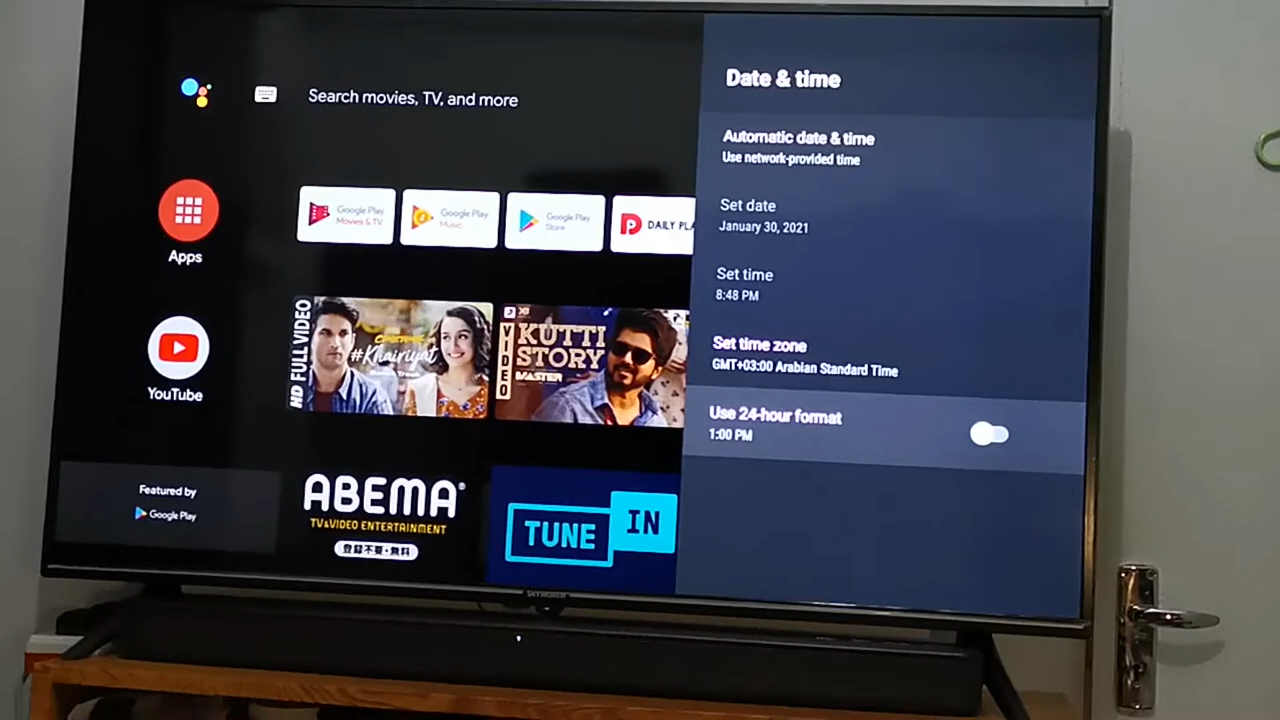 Search movies, TV, and more
Apps
Google Play
Movies & TV
Google Play
Music
Google Play
Store
DAILY
YouTube
HD FULL VIDEO
#Khairiyat
VIDEO
KUTTI
STORY
MASTER
Featured by
Google Play
ABEMA
TV&VIDEO ENTERTAINMENT
登録不要・無料
TUNE IN
Date & time
Automatic date & time
Use network-provided time
Set date
January 30, 2021
Set time
8:48 PM
Set time zone
GMT+03:00 Arabian Standard Time
Use 24-hour format
1:00 PM
SKYWORTH